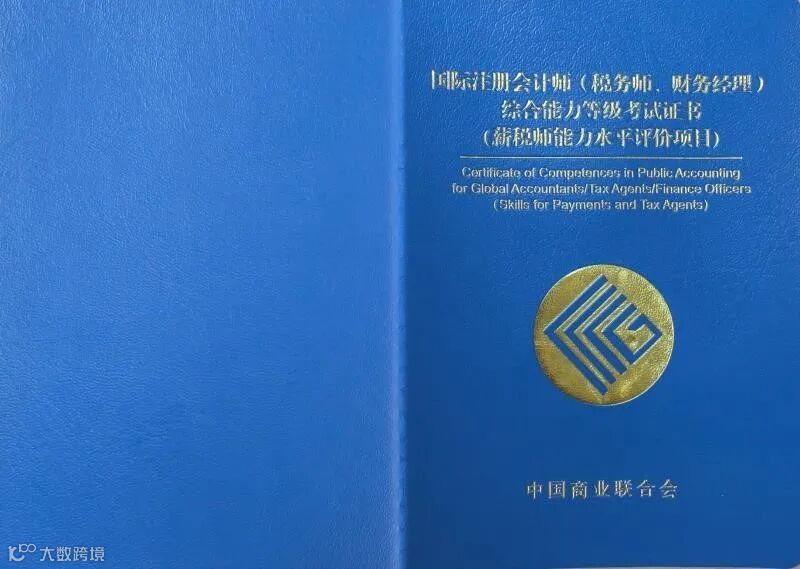 国际注册会计师（税务师、财务经理）
综合能力等级考试证书
（薪税师能力水平评价项目）
Certificate of Competences in Public Accounting
for Global Accountants/Tax Agents/Finance Officers
(Skills for Payments and Tax Agents)
中国商业联合会
大数跨境